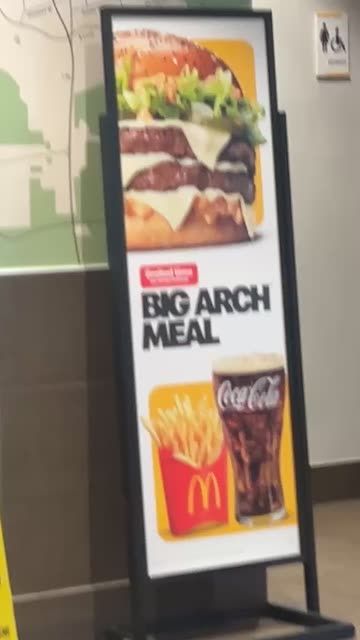 Limited time
BIG ARCH
MEAL
Coca-Cola